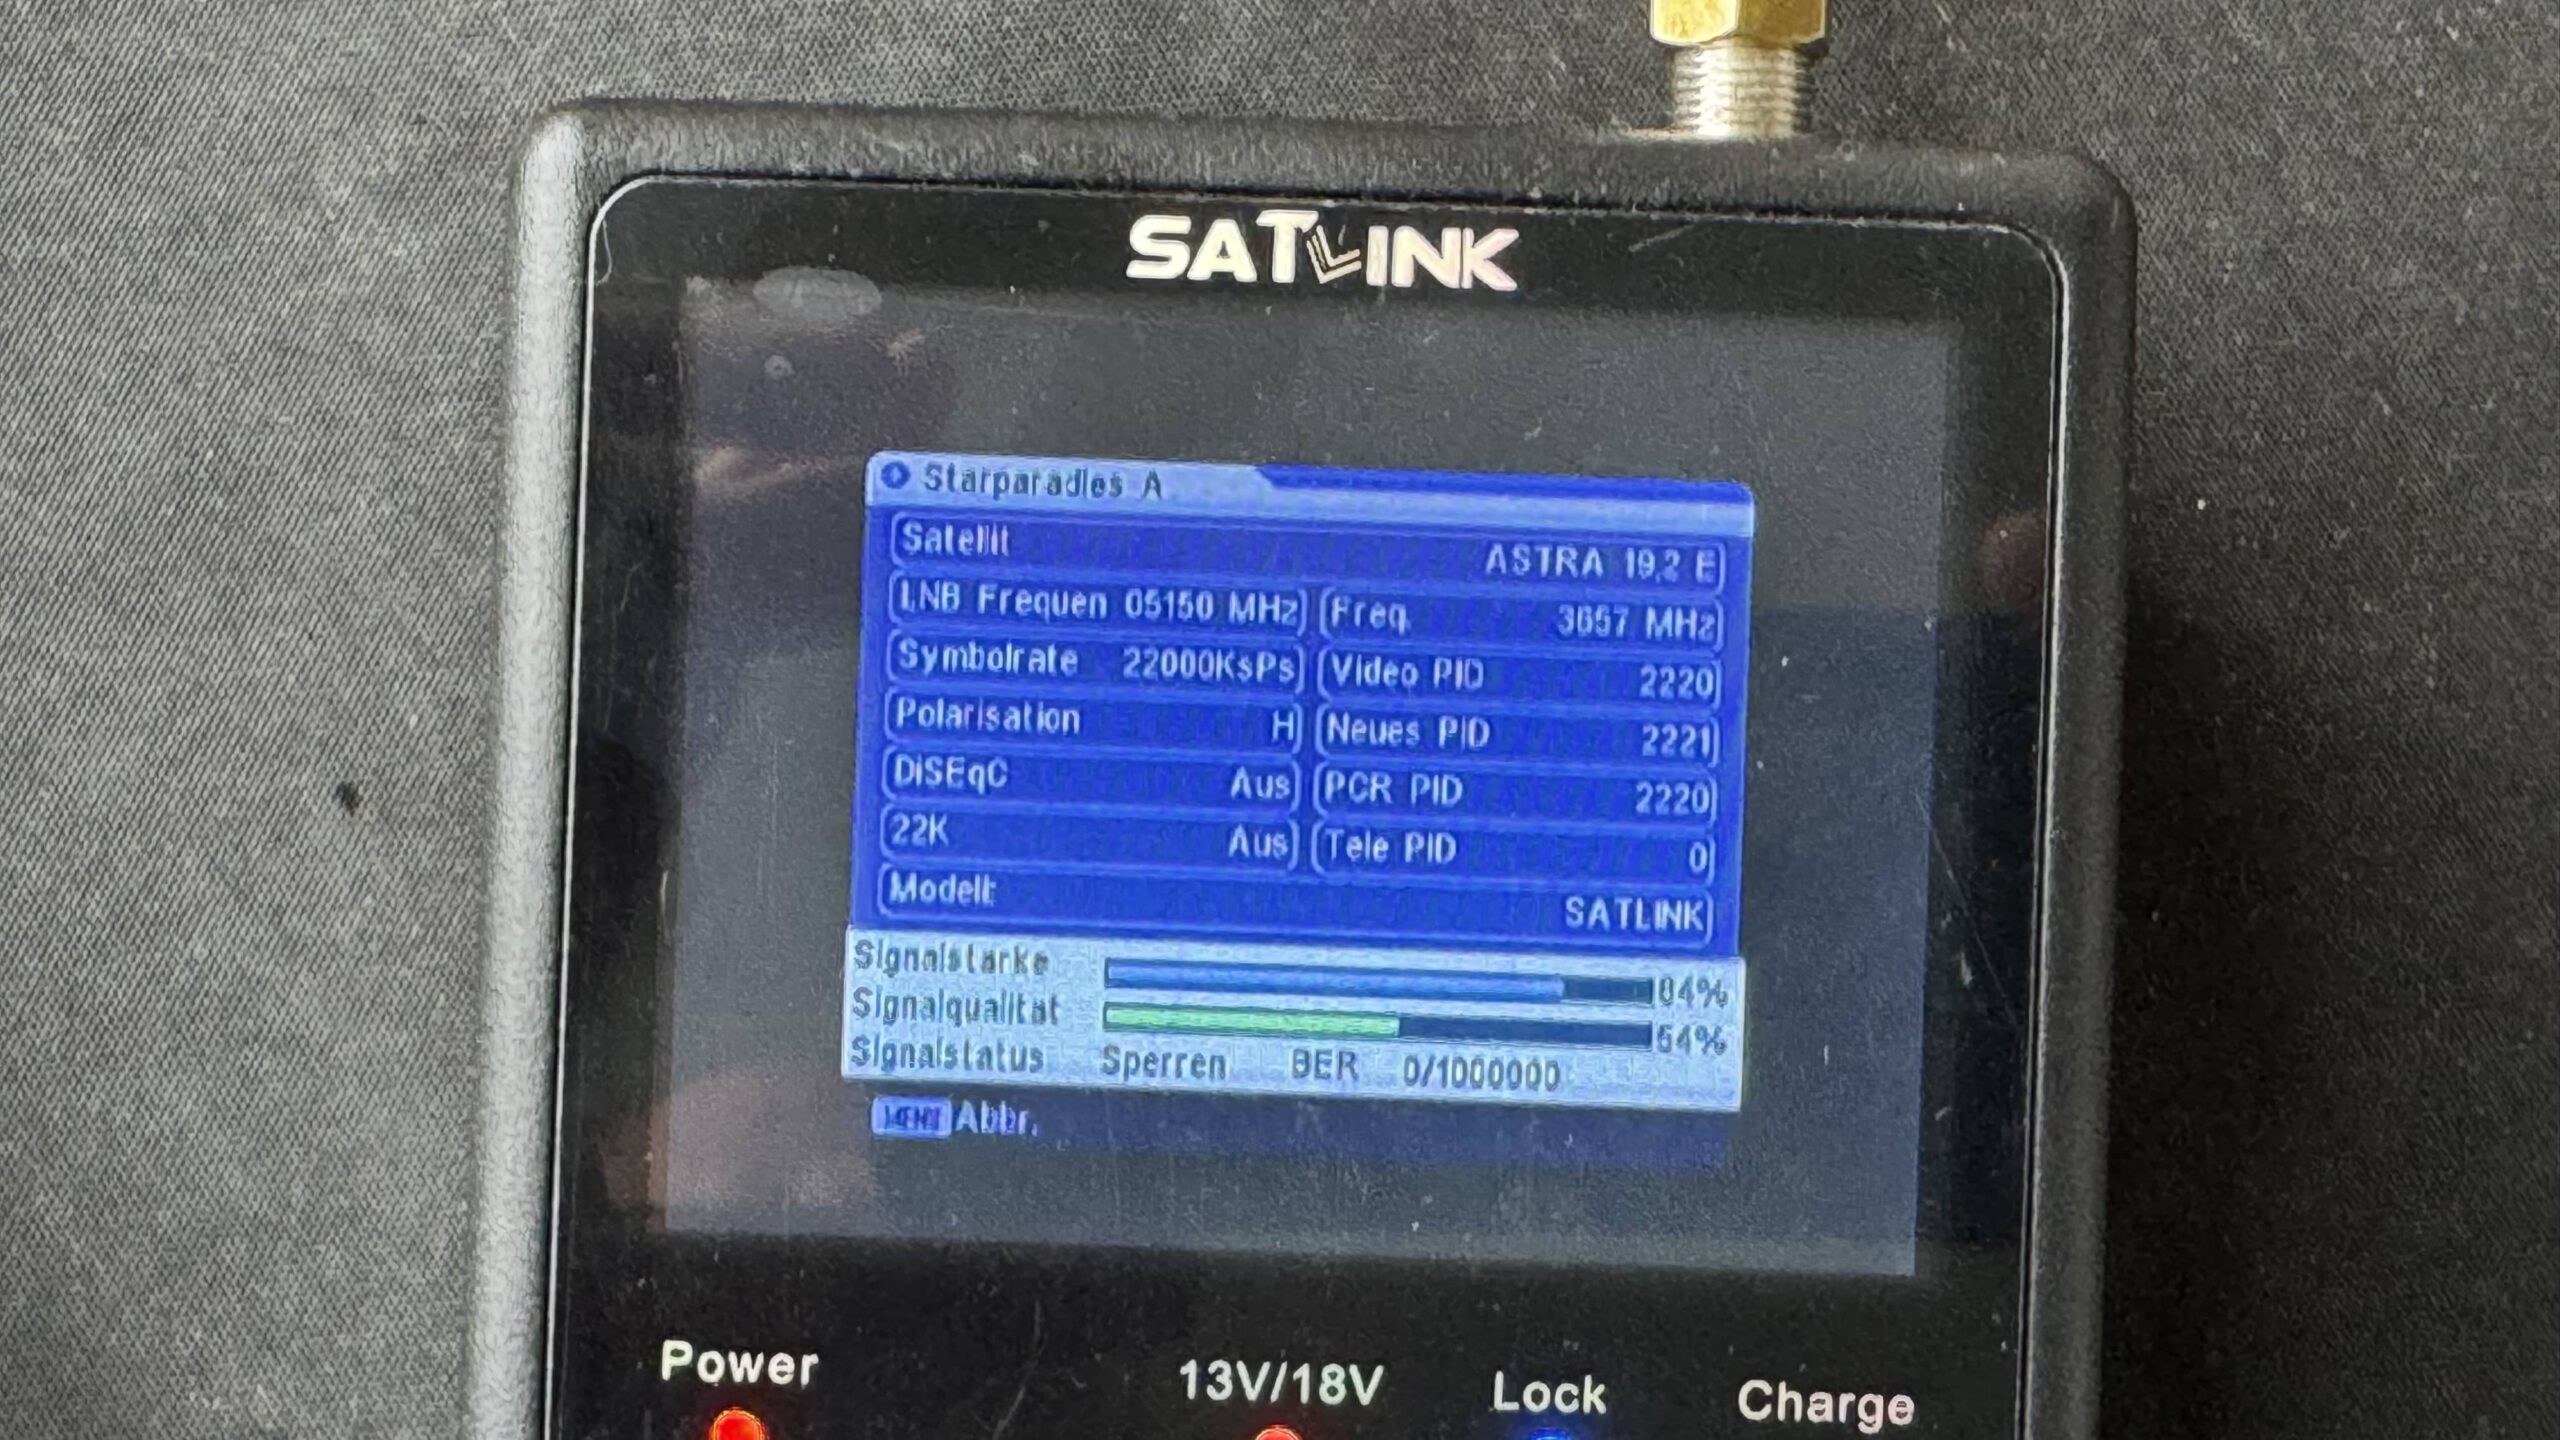 SATLINK
Starparadies A
Satellit ASTRA 19,2 E
LNB Frequen 05150 MHz Freq. 3657 MHz
Symbolrate 22000KsPs Video PID 2220
Polarisation H Neues PID 2221
DiSEqC Aus PCR PID 2220
22K Aus Tele PID 0
Modell: SATLINK
Signalstarke 84%
Signalqualitat 54%
Signalstatus Sperren BER 0/1000000
MENU Abbr.
Power 13V/18V Lock Charge